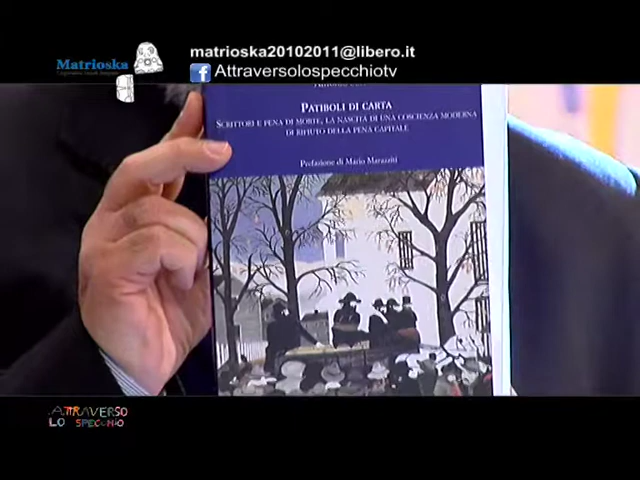 matrioska20102011@libero.it
Matrioska
Attraversolospecchiotv
PATIBOLI DI CARTA
SCRITTORI E PENA DI MORTE, LA NASCITA DI UNA COSCIENZA MODERNA
DI RIFIUTO DELLA PENA CAPITALE
Prefazione di Mario Marazziti
ATTRAVERSO
LO SPECCHIO